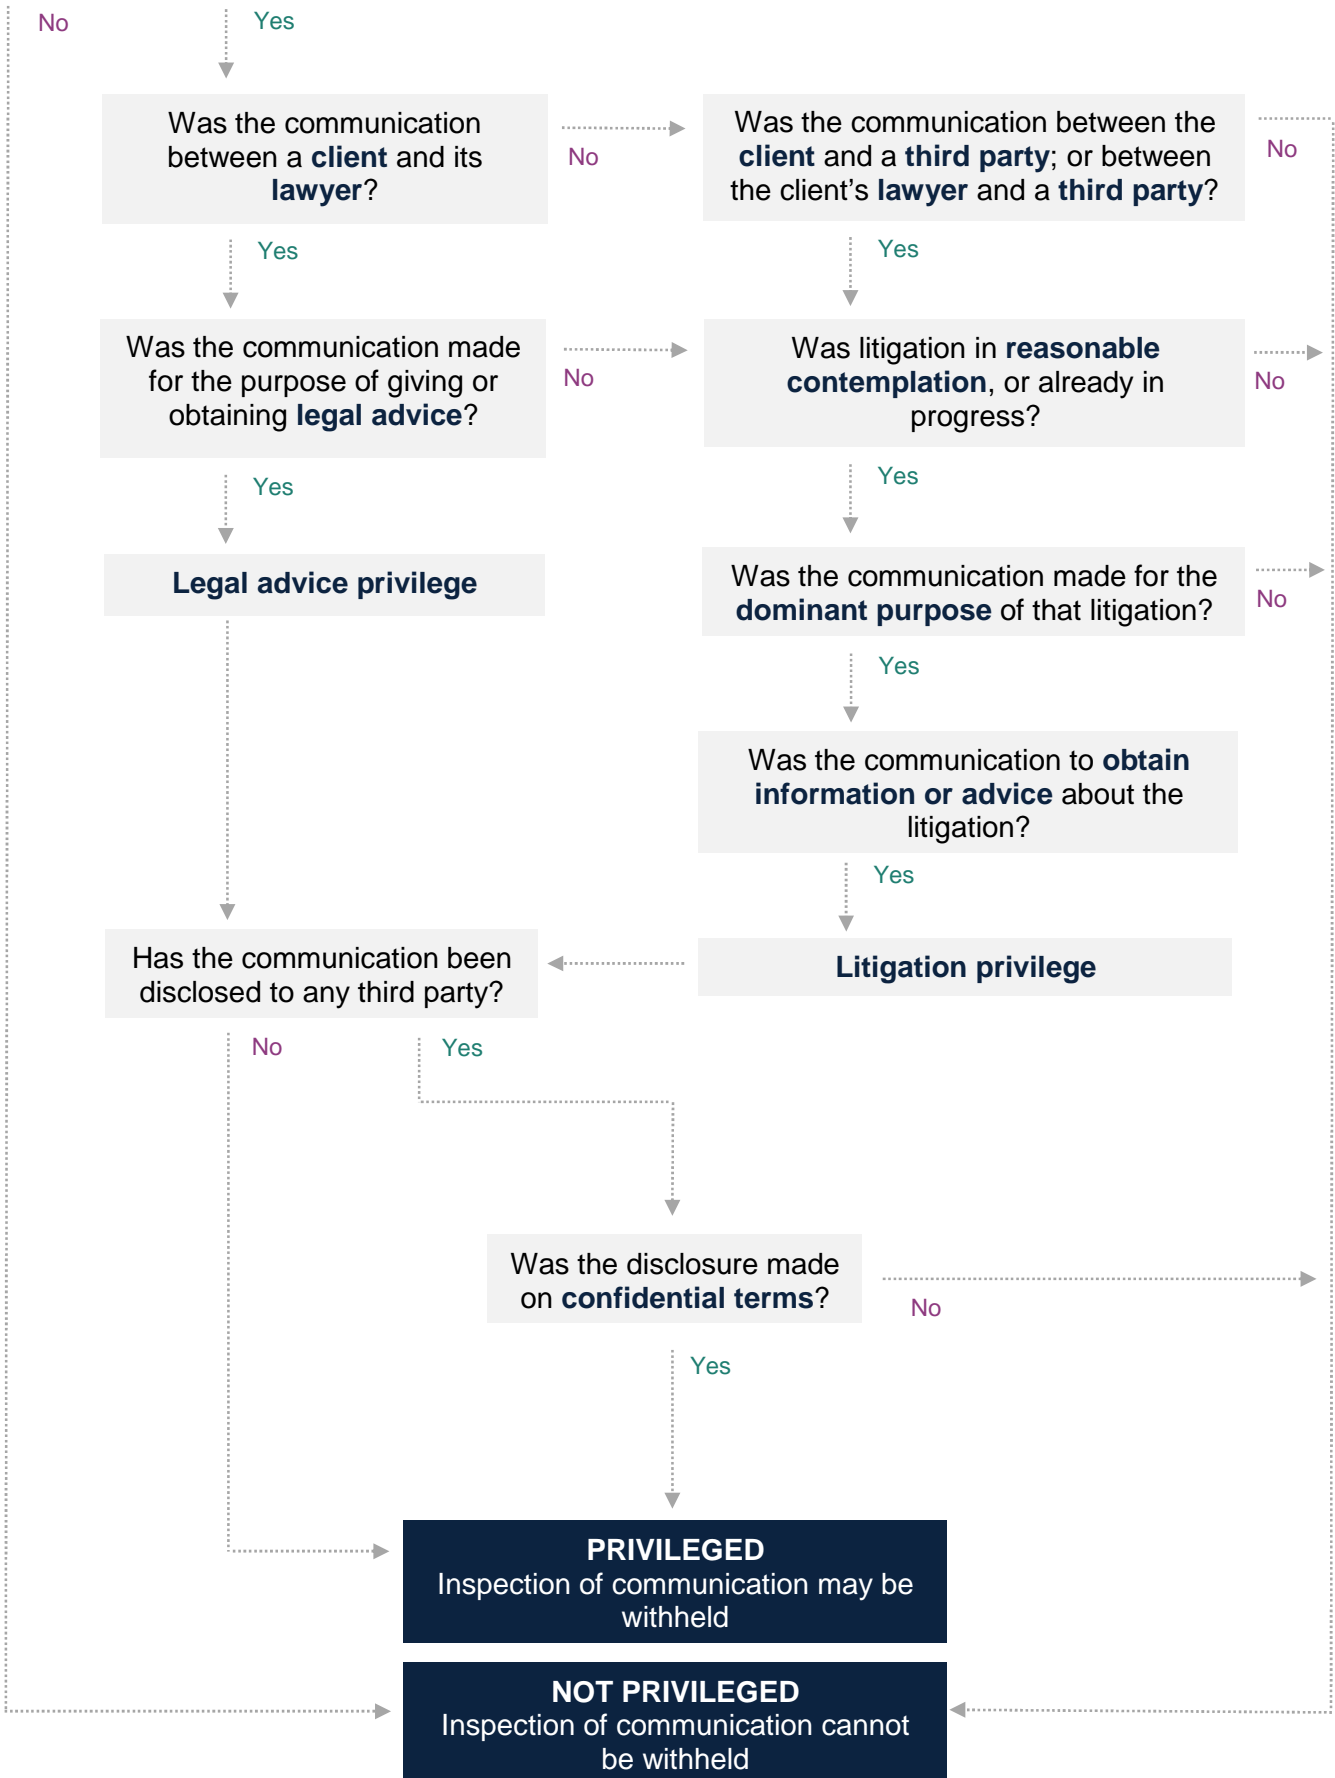 No
Yes
Was the communication
between a client and its
lawyer?
No
Was the communication between the
client and a third party; or between
the client's lawyer and a third party?
No
Yes
Yes
Was the communication made
for the purpose of giving or
obtaining legal advice?
No
Was litigation in reasonable
contemplation, or already in
progress?
No
Yes
Yes
Legal advice privilege
Was the communication made for the
dominant purpose of that litigation?
No
Yes
Was the communication to obtain
information or advice about the
litigation?
Yes
Has the communication been
disclosed to any third party?
Litigation privilege
No
Yes
Was the disclosure made
on confidential terms?
No
Yes
PRIVILEGED
Inspection of communication may be
withheld
NOT PRIVILEGED
Inspection of communication cannot
be withheld